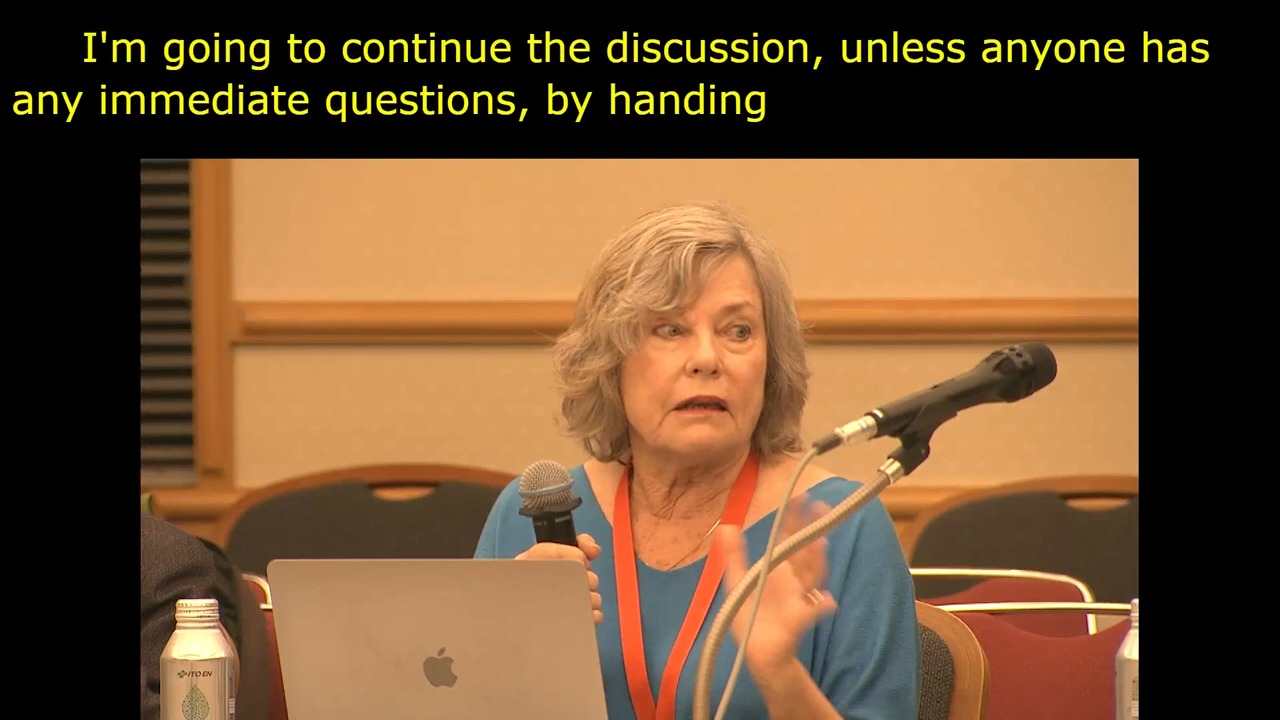 I'm going to continue the discussion, unless anyone has
any immediate questions, by handing
ITO EN